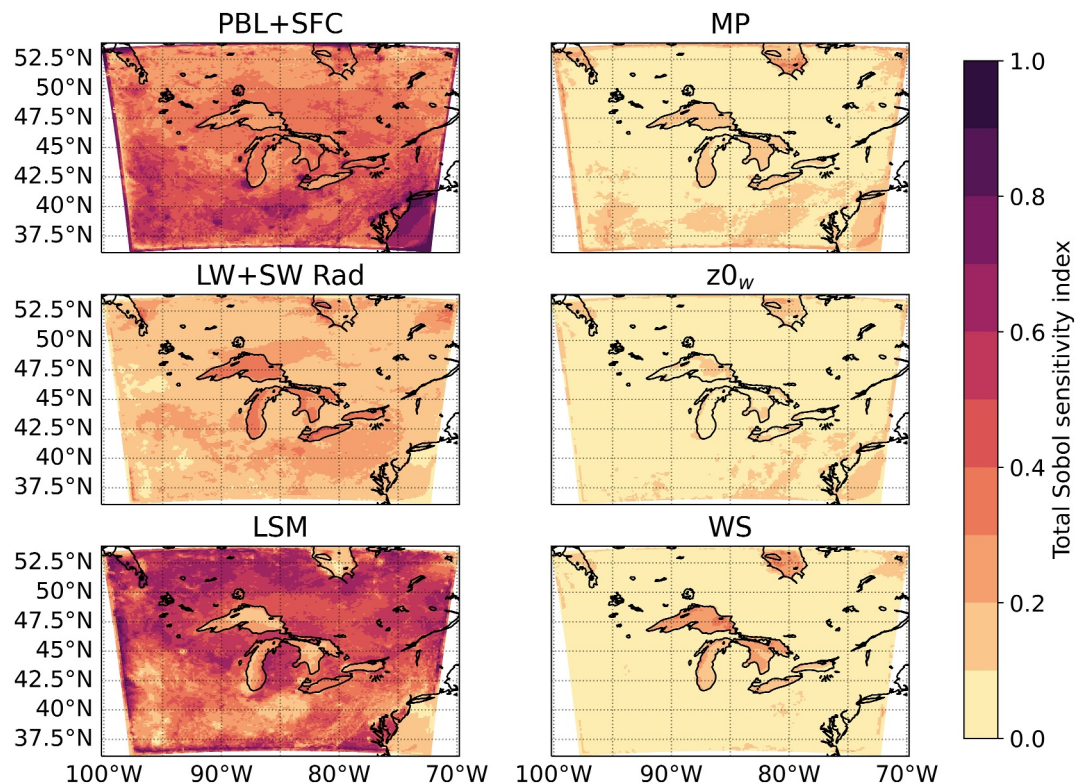 PBL+SFC
MP
52.5°N
50°N
47.5°N
45°N
42.5°N
40°N
37.5°N
LW+SW Rad
z0w
52.5°N
50°N
47.5°N
45°N
42.5°N
40°N
37.5°N
LSM
WS
52.5°N
50°N
47.5°N
45°N
42.5°N
40°N
37.5°N
100°W 90°W 80°W 70°W
100°W 90°W 80°W 70°W
1.0
0.8
0.6
0.4
0.2
0.0
Total Sobol sensitivity index